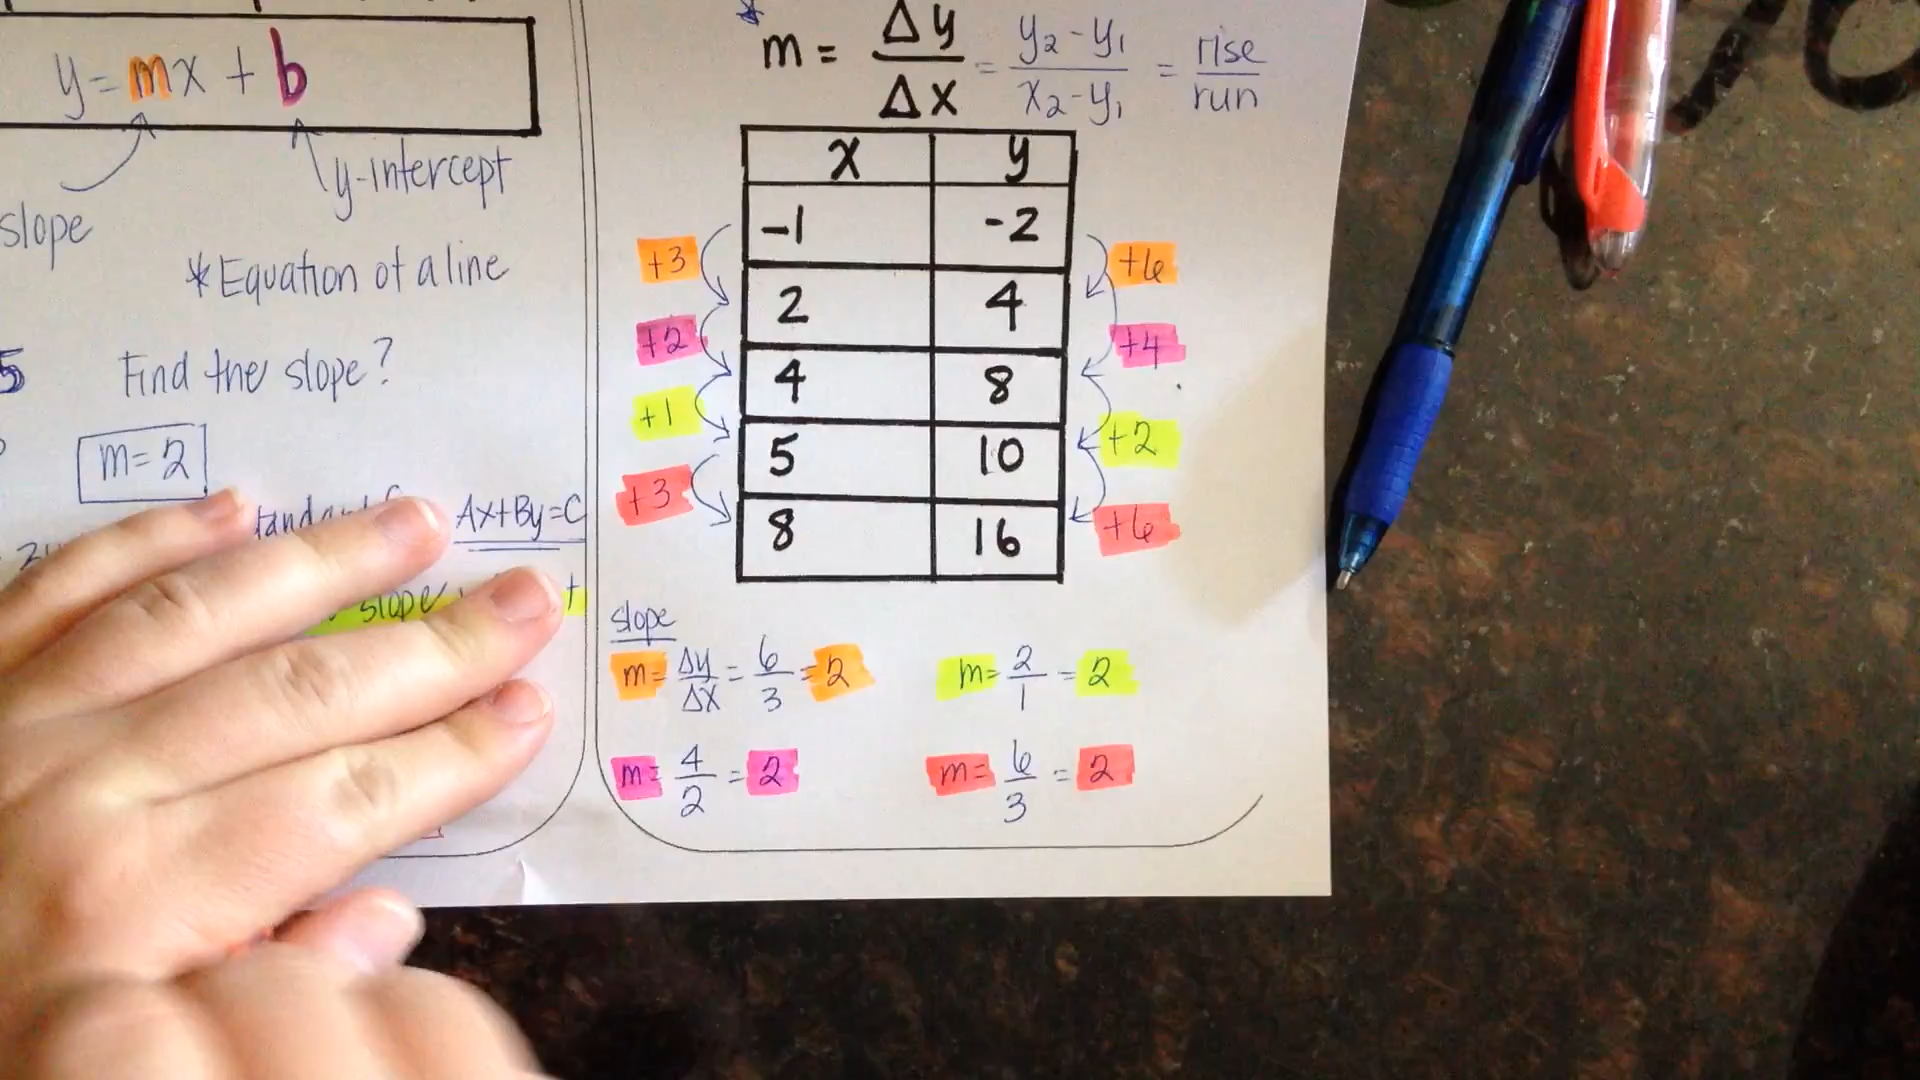 y = mx + b
slope
y-intercept
* Equation of a line
5 Find the slope?
m = 2
Ax + By = C
slope
* m = Δy/Δx = y₂ - y₁/x₂ - y₁ = rise/run
x y
-1 -2
+3 +6
2 4
+2 +4
4 8
+1 +2
5 10
+3 +6
8 16
slope
m = Δy/Δx = 6/3 = 2
m = 2/1 = 2
m = 4/2 = 2
m = 6/3 = 2